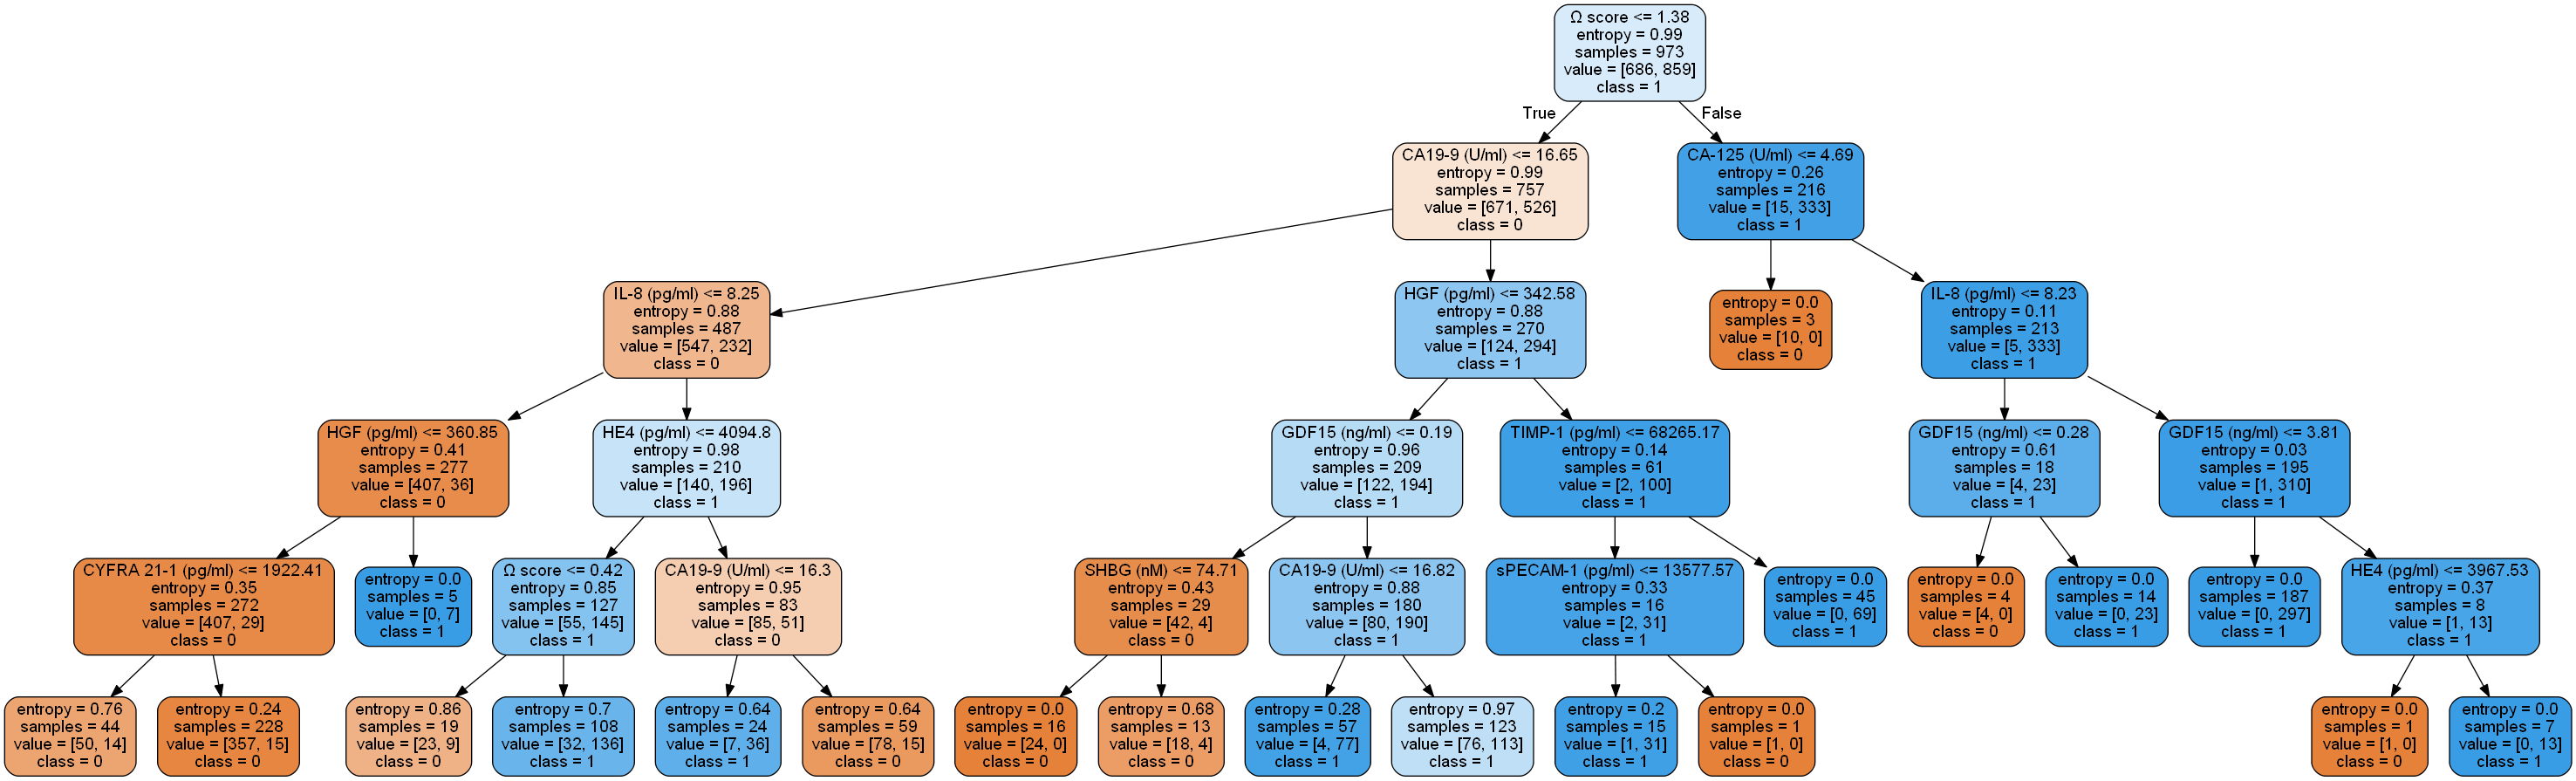 Ω score <= 1.38
entropy = 0.99
samples = 973
value = [686, 859]
class = 1
True
False
CA19-9 (U/ml) <= 16.65
entropy = 0.99
samples = 757
value = [671, 526]
class = 0
CA-125 (U/ml) <= 4.69
entropy = 0.26
samples = 216
value = [15, 333]
class = 1
IL-8 (pg/ml) <= 8.25
entropy = 0.88
samples = 487
value = [547, 232]
class = 0
HGF (pg/ml) <= 342.58
entropy = 0.88
samples = 270
value = [124, 294]
class = 1
entropy = 0.0
samples = 3
value = [10, 0]
class = 0
IL-8 (pg/ml) <= 8.23
entropy = 0.11
samples = 213
value = [5, 333]
class = 1
HGF (pg/ml) <= 360.85
entropy = 0.41
samples = 277
value = [407, 36]
class = 0
HE4 (pg/ml) <= 4094.8
entropy = 0.98
samples = 210
value = [140, 196]
class = 1
GDF15 (ng/ml) <= 0.19
entropy = 0.96
samples = 209
value = [122, 194]
class = 1
TIMP-1 (pg/ml) <= 68265.17
entropy = 0.14
samples = 61
value = [2, 100]
class = 1
GDF15 (ng/ml) <= 0.28
entropy = 0.61
samples = 18
value = [4, 23]
class = 1
GDF15 (ng/ml) <= 3.81
entropy = 0.03
samples = 195
value = [1, 310]
class = 1
CYFRA 21-1 (pg/ml) <= 1922.41
entropy = 0.35
samples = 272
value = [407, 29]
class = 0
entropy = 0.0
samples = 5
value = [0, 7]
class = 1
Ω score <= 0.42
entropy = 0.85
samples = 127
value = [55, 145]
class = 1
CA19-9 (U/ml) <= 16.3
entropy = 0.95
samples = 83
value = [85, 51]
class = 0
SHBG (nM) <= 74.71
entropy = 0.43
samples = 29
value = [42, 4]
class = 0
CA19-9 (U/ml) <= 16.82
entropy = 0.88
samples = 180
value = [80, 190]
class = 1
sPECAM-1 (pg/ml) <= 13577.57
entropy = 0.33
samples = 16
value = [2, 31]
class = 1
entropy = 0.0
samples = 45
value = [0, 69]
class = 1
entropy = 0.0
samples = 4
value = [4, 0]
class = 0
entropy = 0.0
samples = 14
value = [0, 23]
class = 1
entropy = 0.0
samples = 187
value = [0, 297]
class = 1
HE4 (pg/ml) <= 3967.53
entropy = 0.37
samples = 8
value = [1, 13]
class = 1
entropy = 0.76
samples = 44
value = [50, 14]
class = 0
entropy = 0.24
samples = 228
value = [357, 15]
class = 0
entropy = 0.86
samples = 19
value = [23, 9]
class = 0
entropy = 0.7
samples = 108
value = [32, 136]
class = 1
entropy = 0.64
samples = 24
value = [7, 36]
class = 1
entropy = 0.64
samples = 59
value = [78, 15]
class = 0
entropy = 0.0
samples = 16
value = [24, 0]
class = 0
entropy = 0.68
samples = 13
value = [18, 4]
class = 0
entropy = 0.28
samples = 57
value = [4, 77]
class = 1
entropy = 0.97
samples = 123
value = [76, 113]
class = 1
entropy = 0.2
samples = 15
value = [1, 31]
class = 1
entropy = 0.0
samples = 1
value = [1, 0]
class = 0
entropy = 0.0
samples = 1
value = [1, 0]
class = 0
entropy = 0.0
samples = 7
value = [0, 13]
class = 1